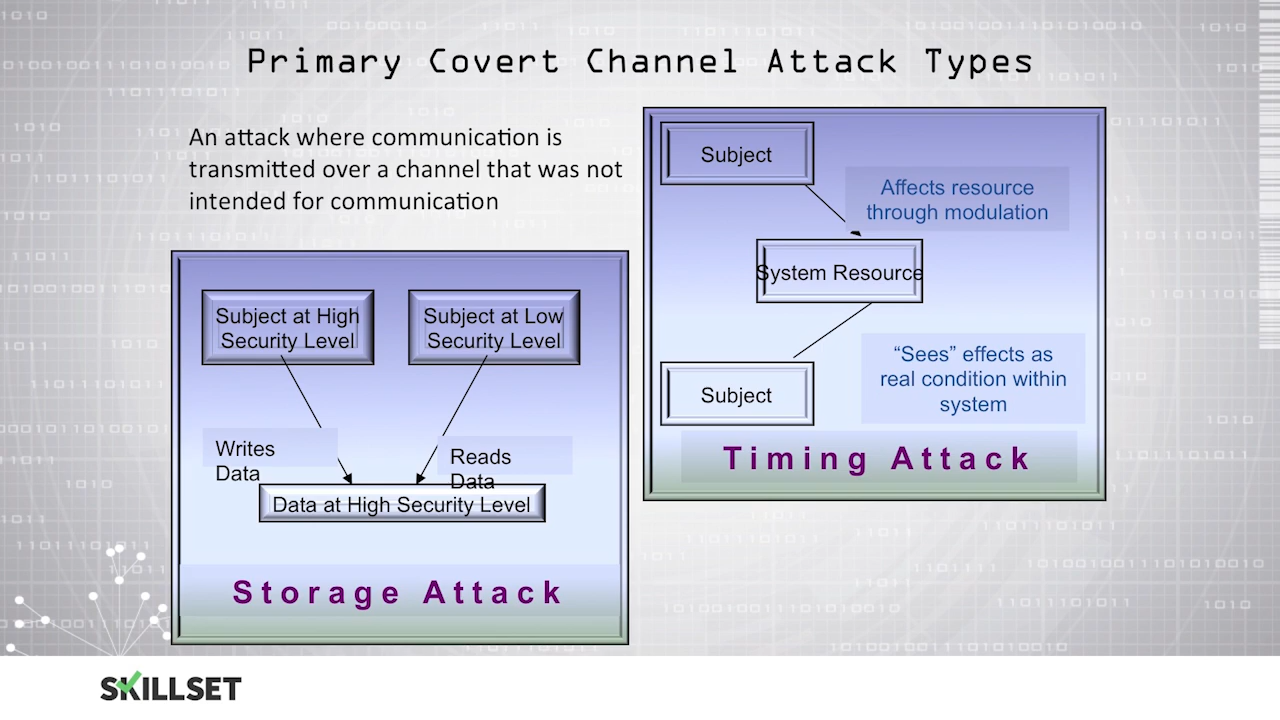 Primary Covert Channel Attack Types
An attack where communication is
transmitted over a channel that was not
intended for communication
Subject at High
Security Level
Subject at Low
Security Level
Writes
Data
Reads
Data
Data at High Security Level
Storage Attack
Subject
Affects resource
through modulation
System Resource
“Sees” effects as
real condition within
system
Subject
Timing Attack
SKILLSET